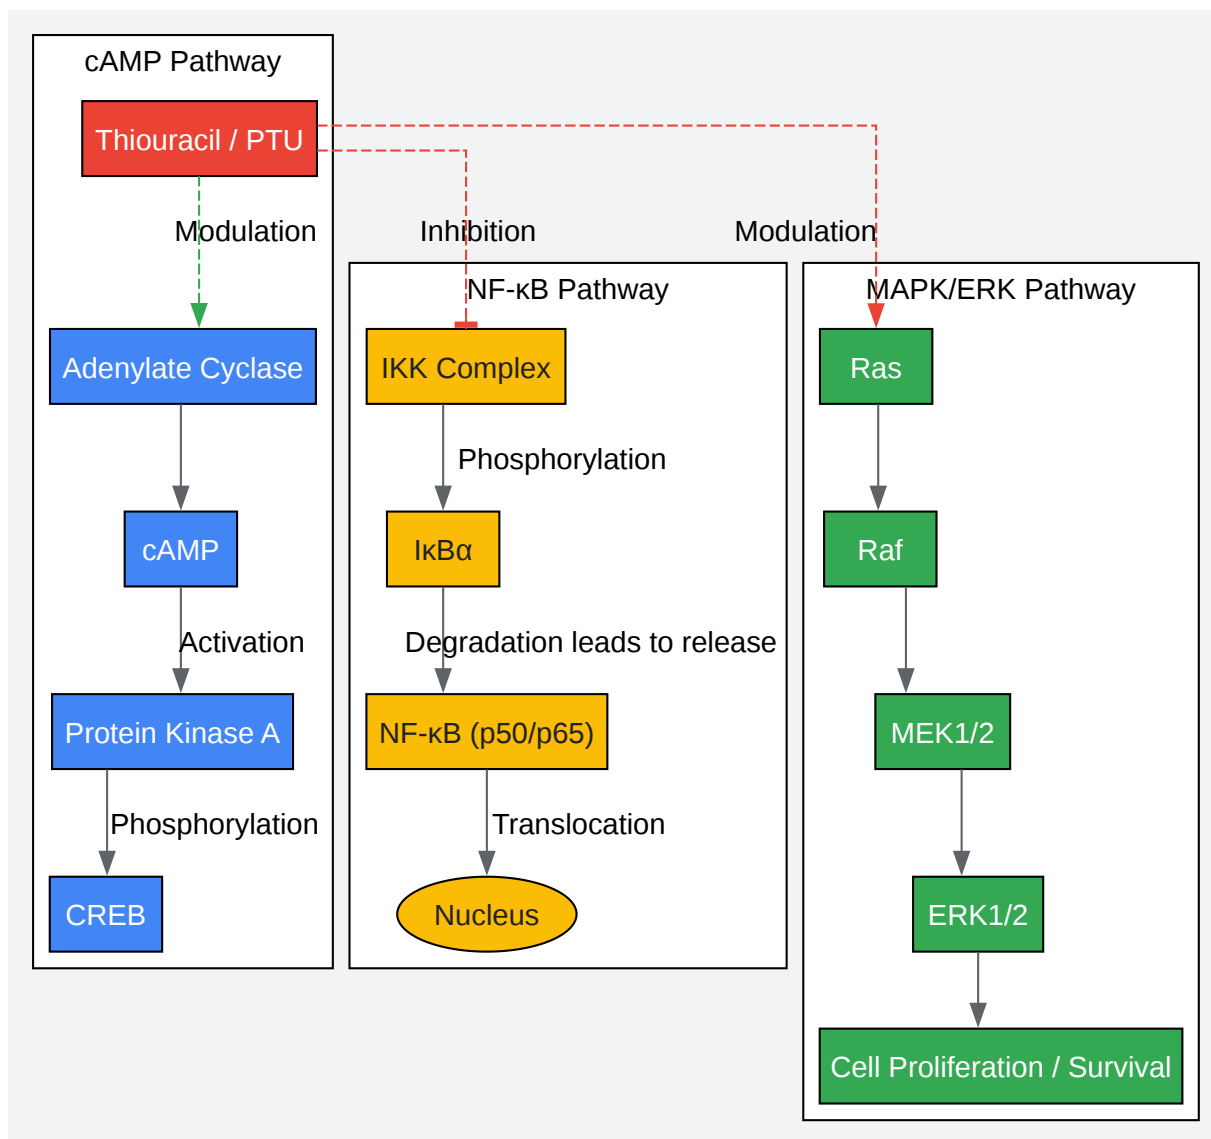 cAMP Pathway
Thiouracil / PTU
Modulation
Adenylate Cyclase
cAMP
Activation
Protein Kinase A
Phosphorylation
CREB
Inhibition
NF-κB Pathway
IKK Complex
Phosphorylation
IκBα
Degradation leads to release
NF-κB (p50/p65)
Translocation
Nucleus
Modulation
MAPK/ERK Pathway
Ras
Raf
MEK1/2
ERK1/2
Cell Proliferation / Survival